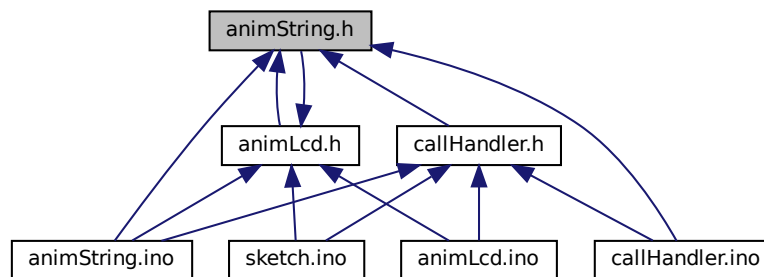 animString.h
animLcd.h
callHandler.h
animString.ino
sketch.ino
animLcd.ino
callHandler.ino